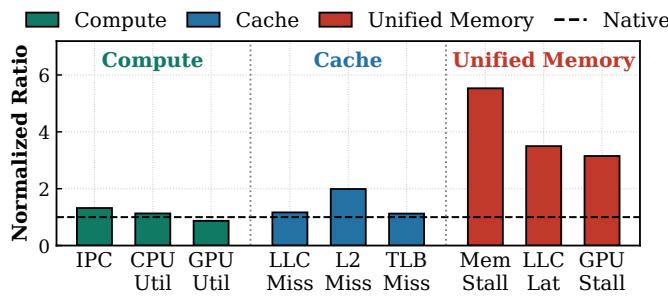 Compute Cache Unified Memory Native
Compute Cache Unified Memory
Normalized Ratio
6
4
2
0
IPC CPU Util GPU Util LLC Miss L2 Miss TLB Miss Mem Stall LLC Lat GPU Stall